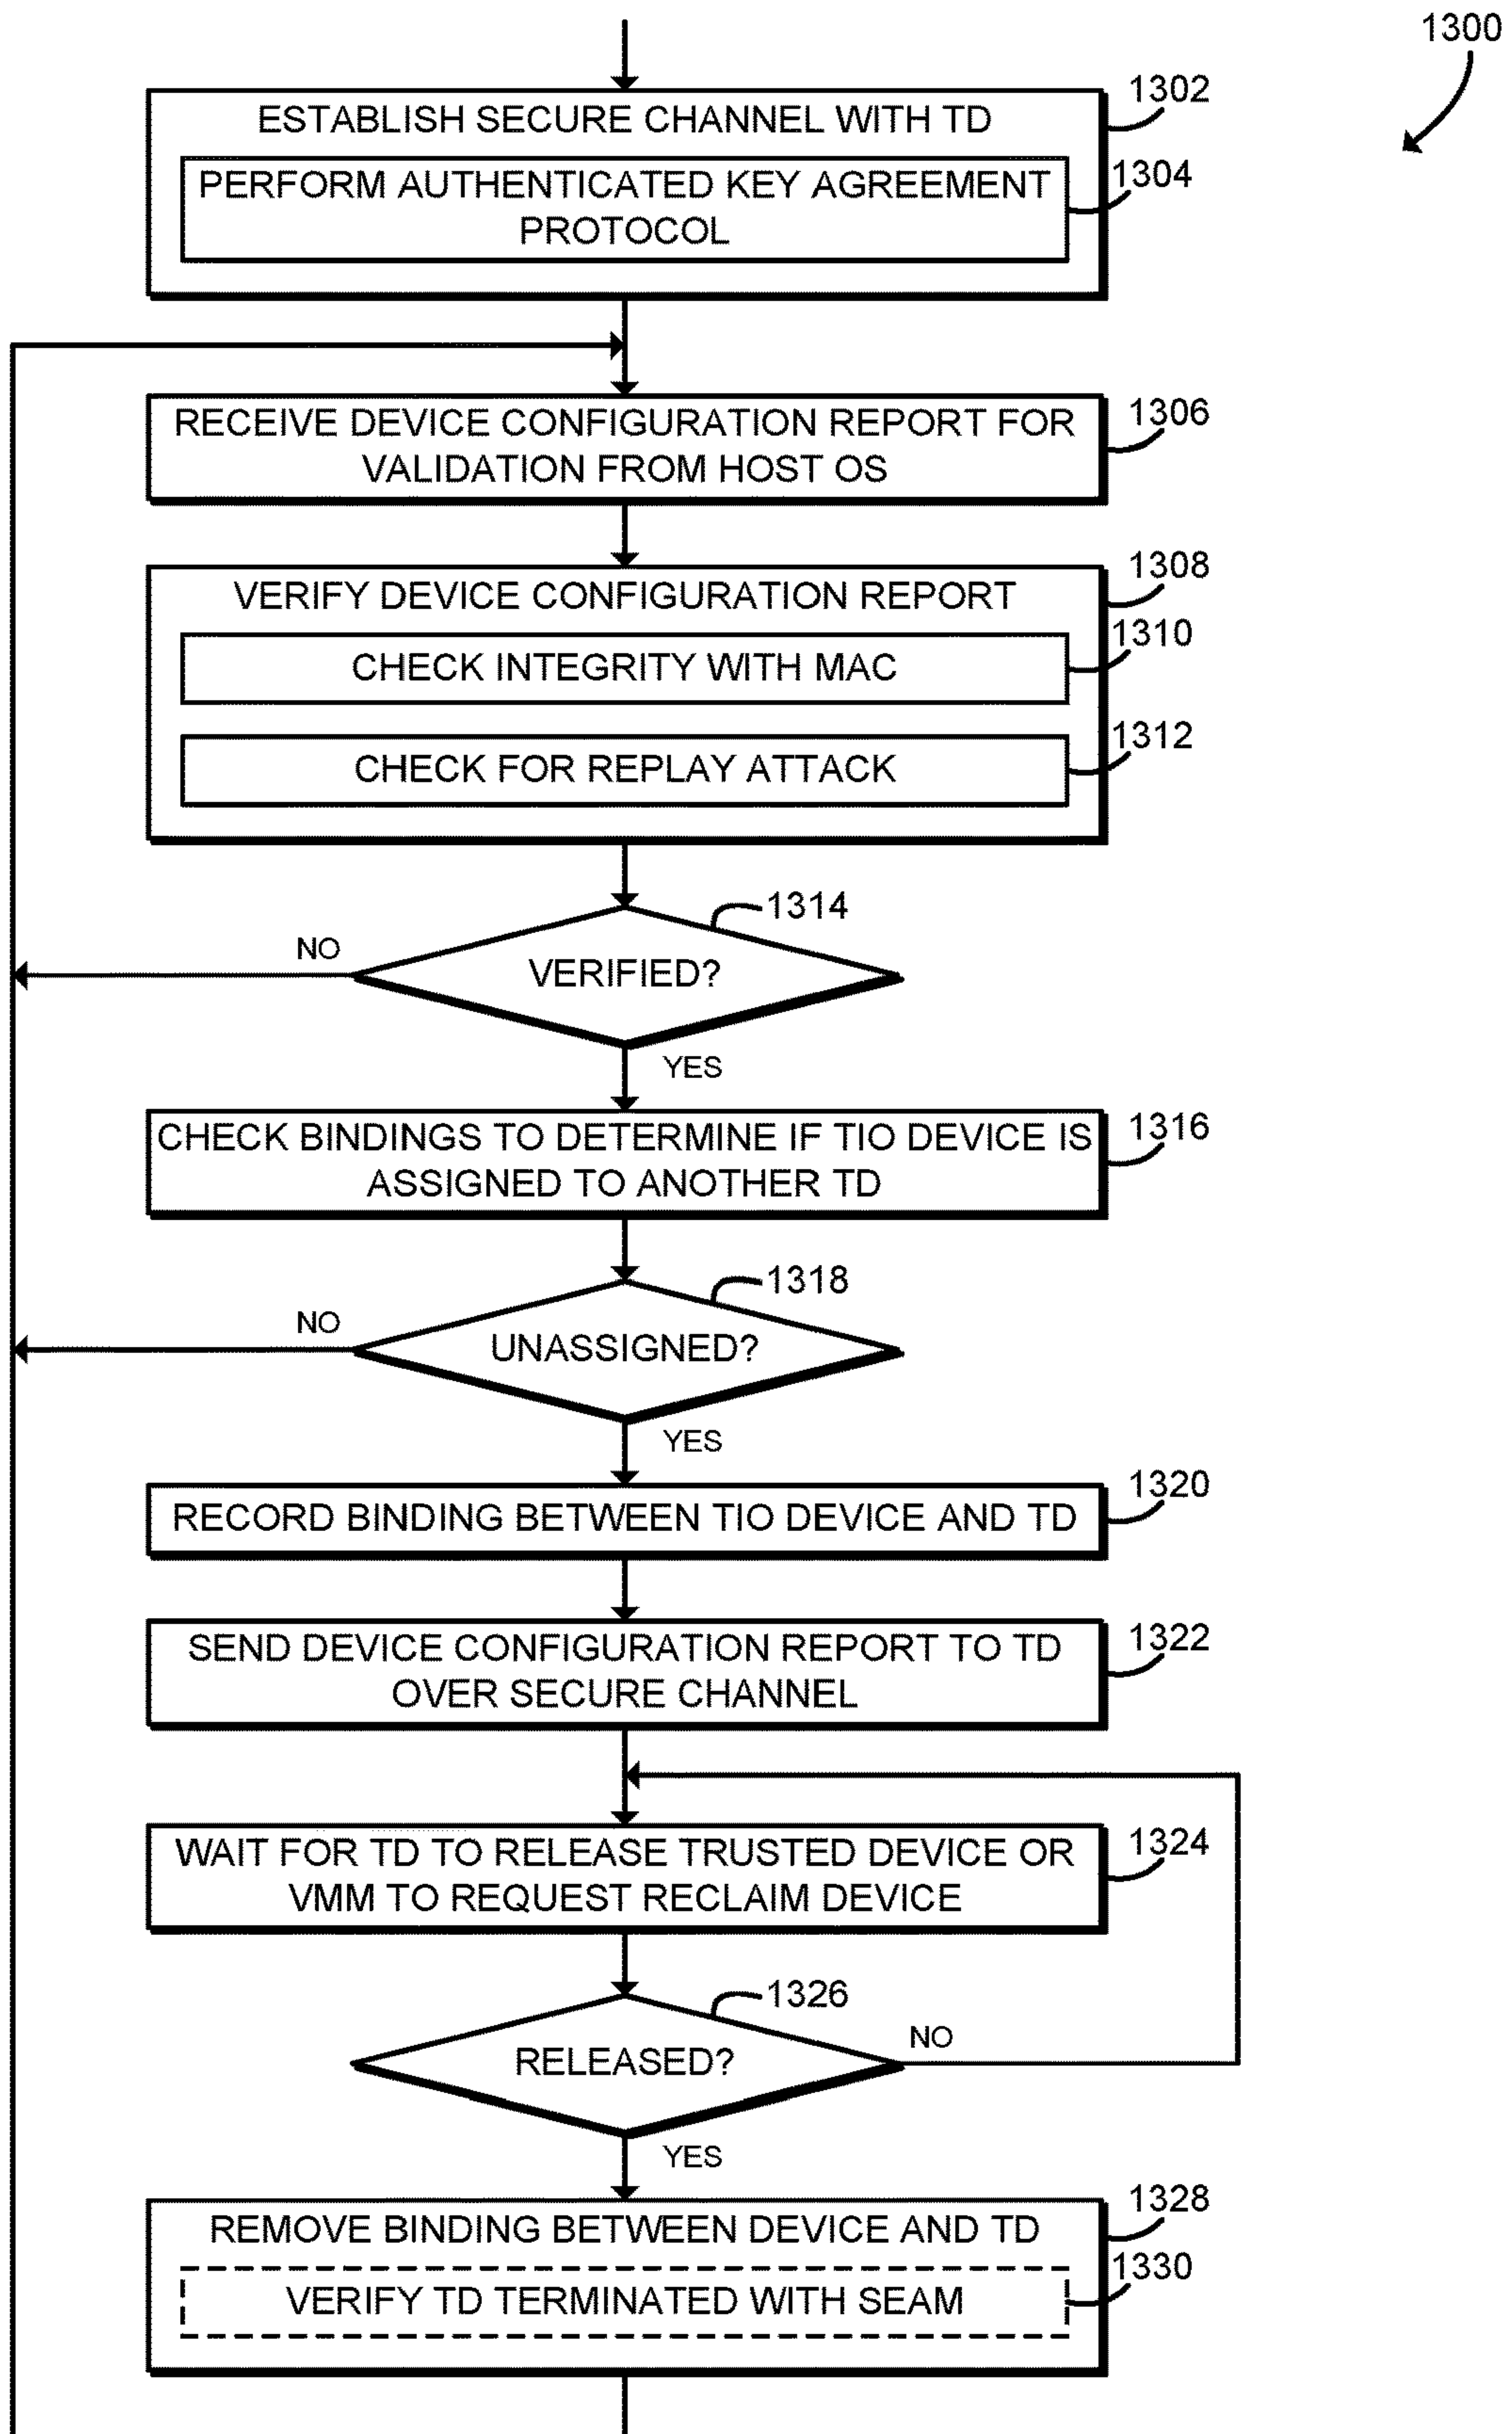 1300
1302
ESTABLISH SECURE CHANNEL WITH TD
1304
PERFORM AUTHENTICATED KEY AGREEMENT
PROTOCOL
1306
RECEIVE DEVICE CONFIGURATION REPORT FOR
VALIDATION FROM HOST OS
1308
VERIFY DEVICE CONFIGURATION REPORT
1310
CHECK INTEGRITY WITH MAC
1312
CHECK FOR REPLAY ATTACK
1314
NO
VERIFIED?
YES
1316
CHECK BINDINGS TO DETERMINE IF TIO DEVICE IS
ASSIGNED TO ANOTHER TD
1318
NO
UNASSIGNED?
YES
1320
RECORD BINDING BETWEEN TIO DEVICE AND TD
1322
SEND DEVICE CONFIGURATION REPORT TO TD
OVER SECURE CHANNEL
1324
WAIT FOR TD TO RELEASE TRUSTED DEVICE OR
VMM TO REQUEST RECLAIM DEVICE
1326
NO
RELEASED?
YES
1328
REMOVE BINDING BETWEEN DEVICE AND TD
1330
VERIFY TD TERMINATED WITH SEAM